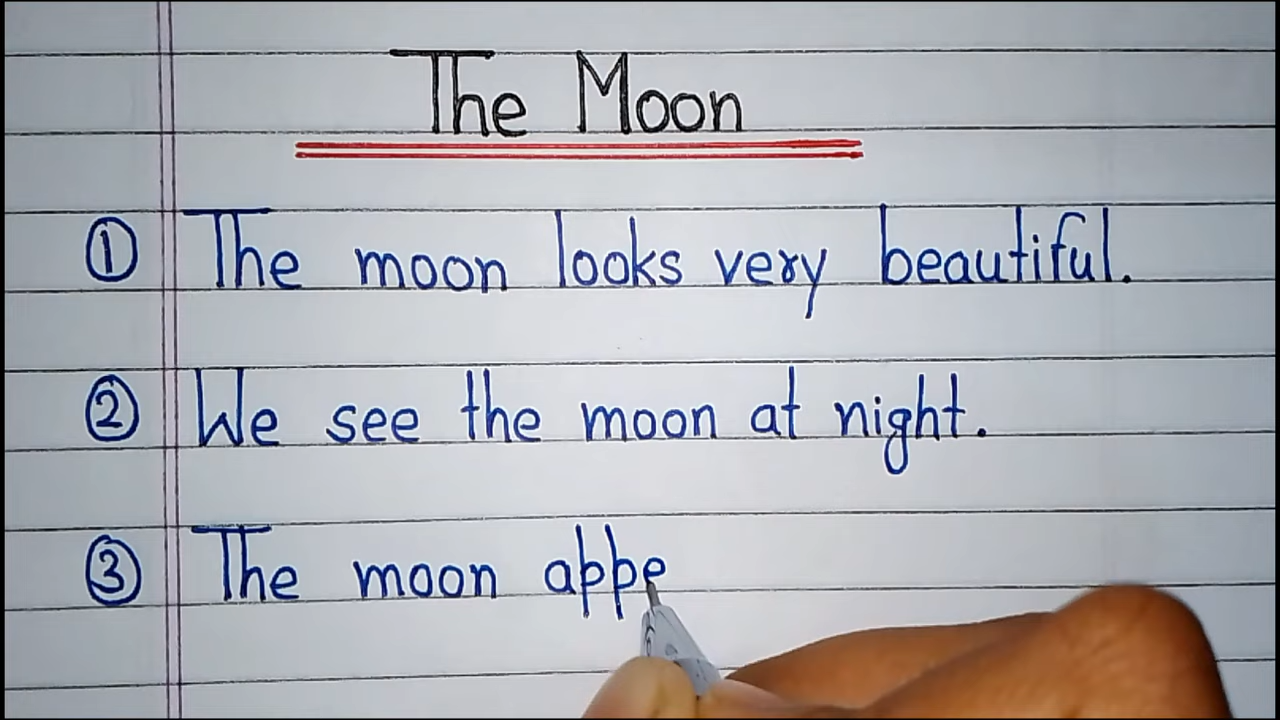 The Moon
① The moon looks very beautiful.
② We see the moon at night.
③ The moon appe